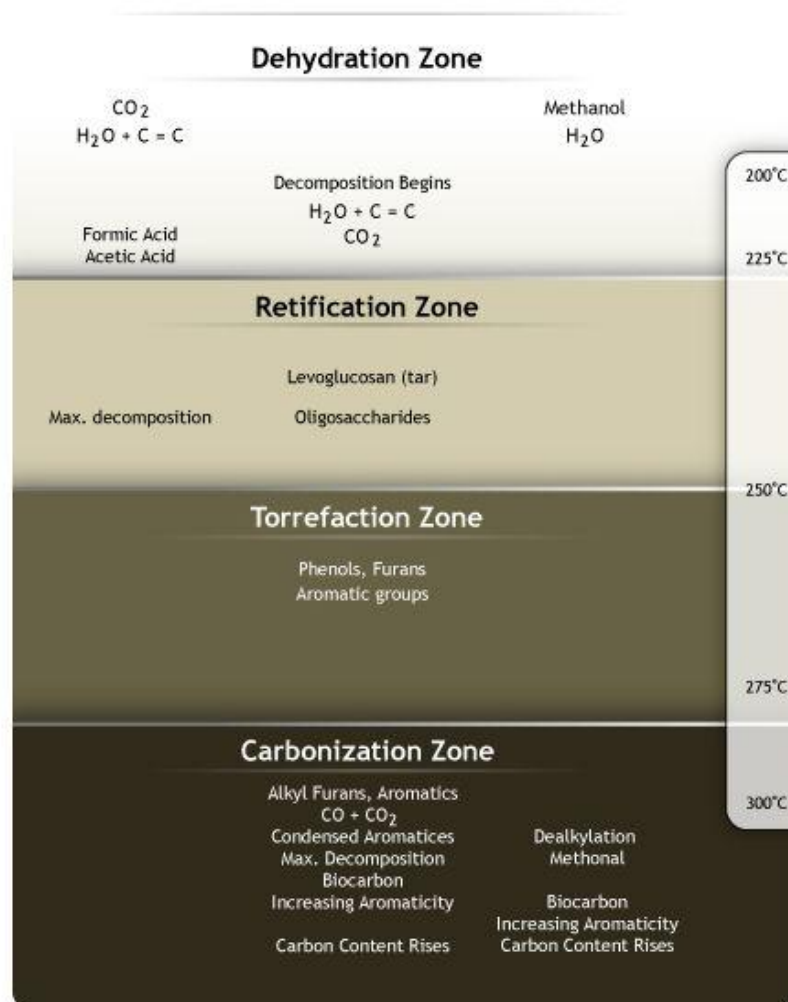 Dehydration Zone
CO₂
H₂O + C = C
Methanol
H₂O
Decomposition Begins
H₂O + C = C
CO₂
Formic Acid
Acetic Acid
200°C
225°C
Retification Zone
Levoglucosan (tar)
Max. decomposition
Oligosaccharides
250°C
Torrefaction Zone
Phenols, Furans
Aromatic groups
275°C
Carbonization Zone
Alkyl Furans, Aromatics
CO + CO₂
Condensed Aromatices
Max. Decomposition
Biocarbon
Increasing Aromaticity
Carbon Content Rises
Dealkylation
Methonal
Biocarbon
Increasing Aromaticity
Carbon Content Rises
300°C